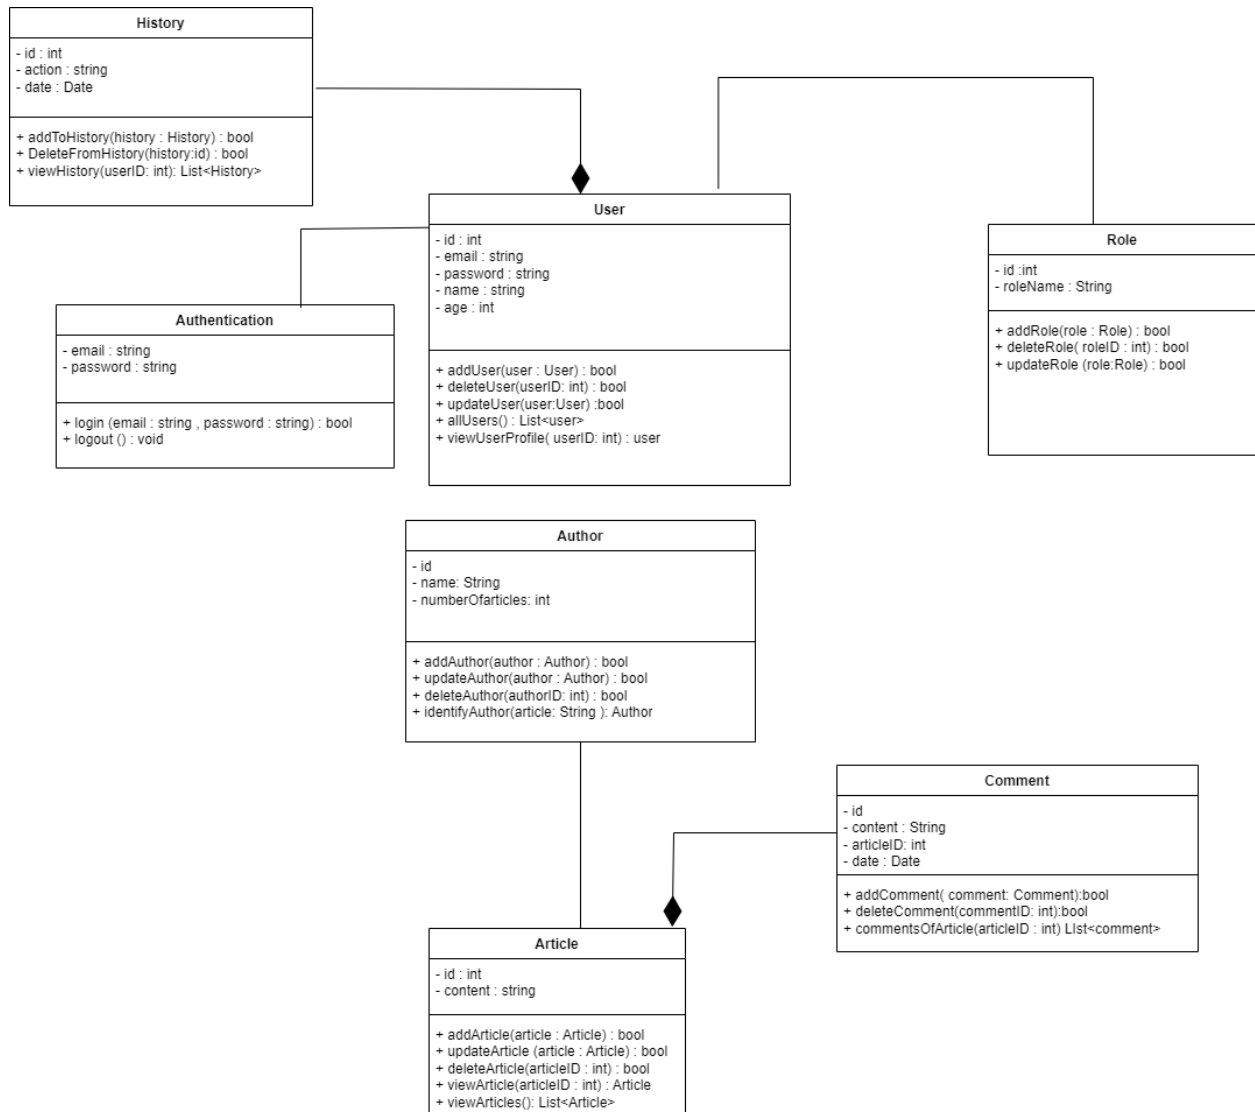 History
- id : int
- action : string
- date : Date
+ addToHistory(history : History) : bool
+ DeleteFromHistory(history:id) : bool
+ viewHistory(userID: int): List<History>
User
- id : int
- email : string
- password : string
- name : string
- age : int
+ addUser(user : User) : bool
+ deleteUser(userID: int) : bool
+ updateUser(user:User) :bool
+ allUsers() : List<user>
+ viewUserProfile( userID: int) : user
Role
- id :int
- roleName : String
+ addRole(role : Role) : bool
+ deleteRole( roleID : int) : bool
+ updateRole (role:Role) : bool
Authentication
- email : string
- password : string
+ login (email : string , password : string) : bool
+ logout () : void
Author
- id
- name: String
- numberOfarticles: int
+ addAuthor(author : Author) : bool
+ updateAuthor(author : Author) : bool
+ deleteAuthor(authorID: int) : bool
+ identifyAuthor(article: String ): Author
Comment
- id
- content : String
- articleID: int
- date : Date
+ addComment( comment: Comment):bool
+ deleteComment(commentID: int):bool
+ commentsOfArticle(articleID : int) LIst<comment>
Article
- id : int
- content : string
+ addArticle(article : Article) : bool
+ updateArticle (article : Article) : bool
+ deleteArticle(articleID : int) : bool
+ viewArticle(articleID : int) : Article
+ viewArticles(): List<Article>